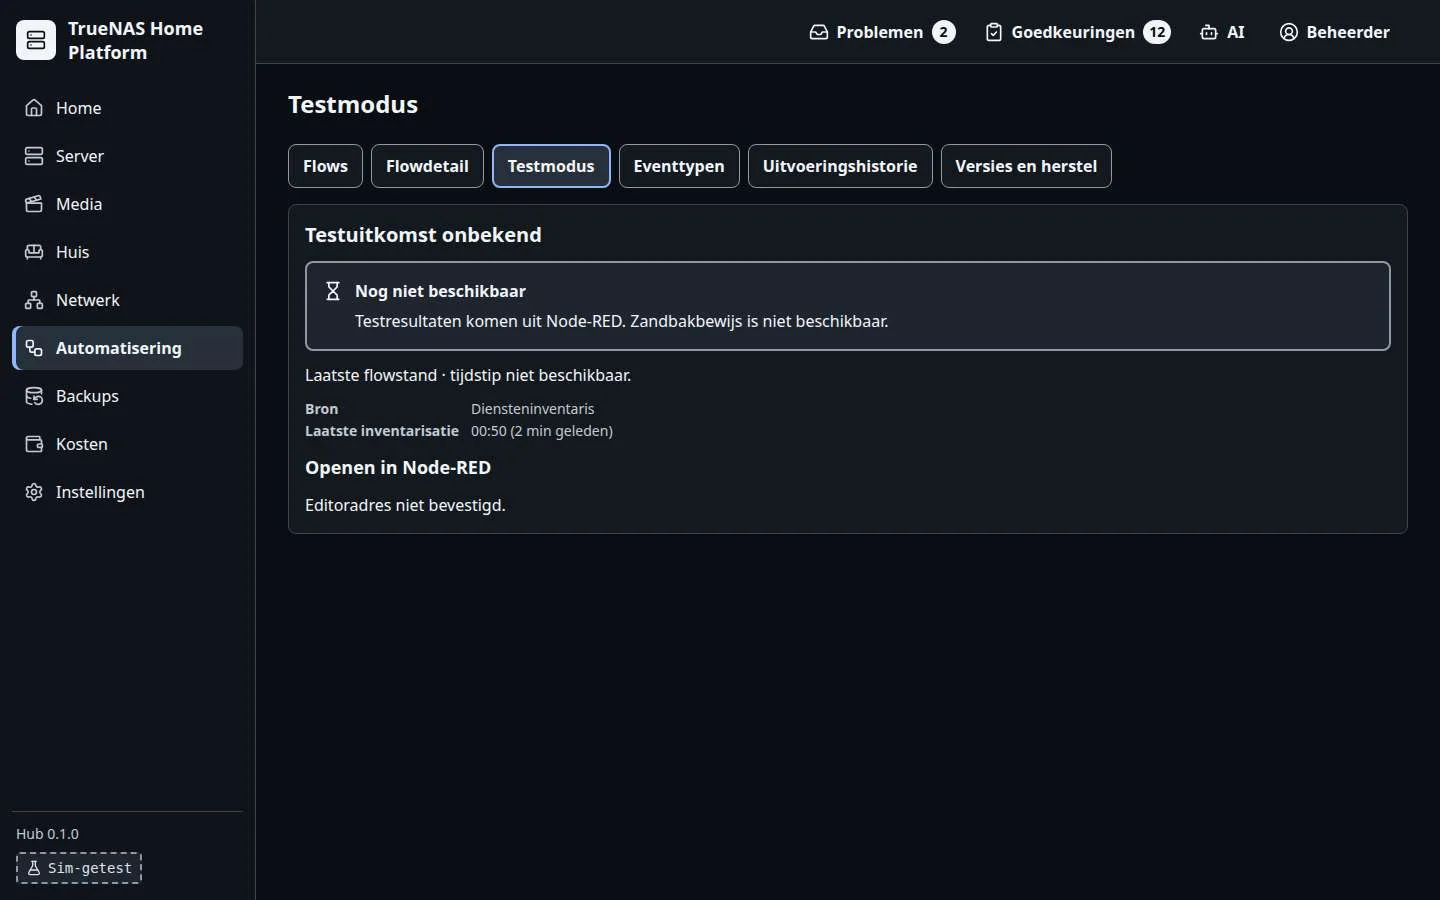 TrueNAS Home
Platform
Problemen 2
Goedkeuringen 12
AI
Beheerder
Home
Server
Media
Huis
Netwerk
Automatisering
Backups
Kosten
Instellingen
Hub 0.1.0
Sim-getest
Testmodus
Flows
Flowdetail
Testmodus
Eventtypen
Uitvoeringshistorie
Versies en herstel
Testuitkomst onbekend
Nog niet beschikbaar
Testresultaten komen uit Node-RED. Zandbakbewijs is niet beschikbaar.
Laatste flowstand · tijdstip niet beschikbaar.
Bron Diensteninventaris
Laatste inventarisatie 00:50 (2 min geleden)
Openen in Node-RED
Editoradres niet bevestigd.